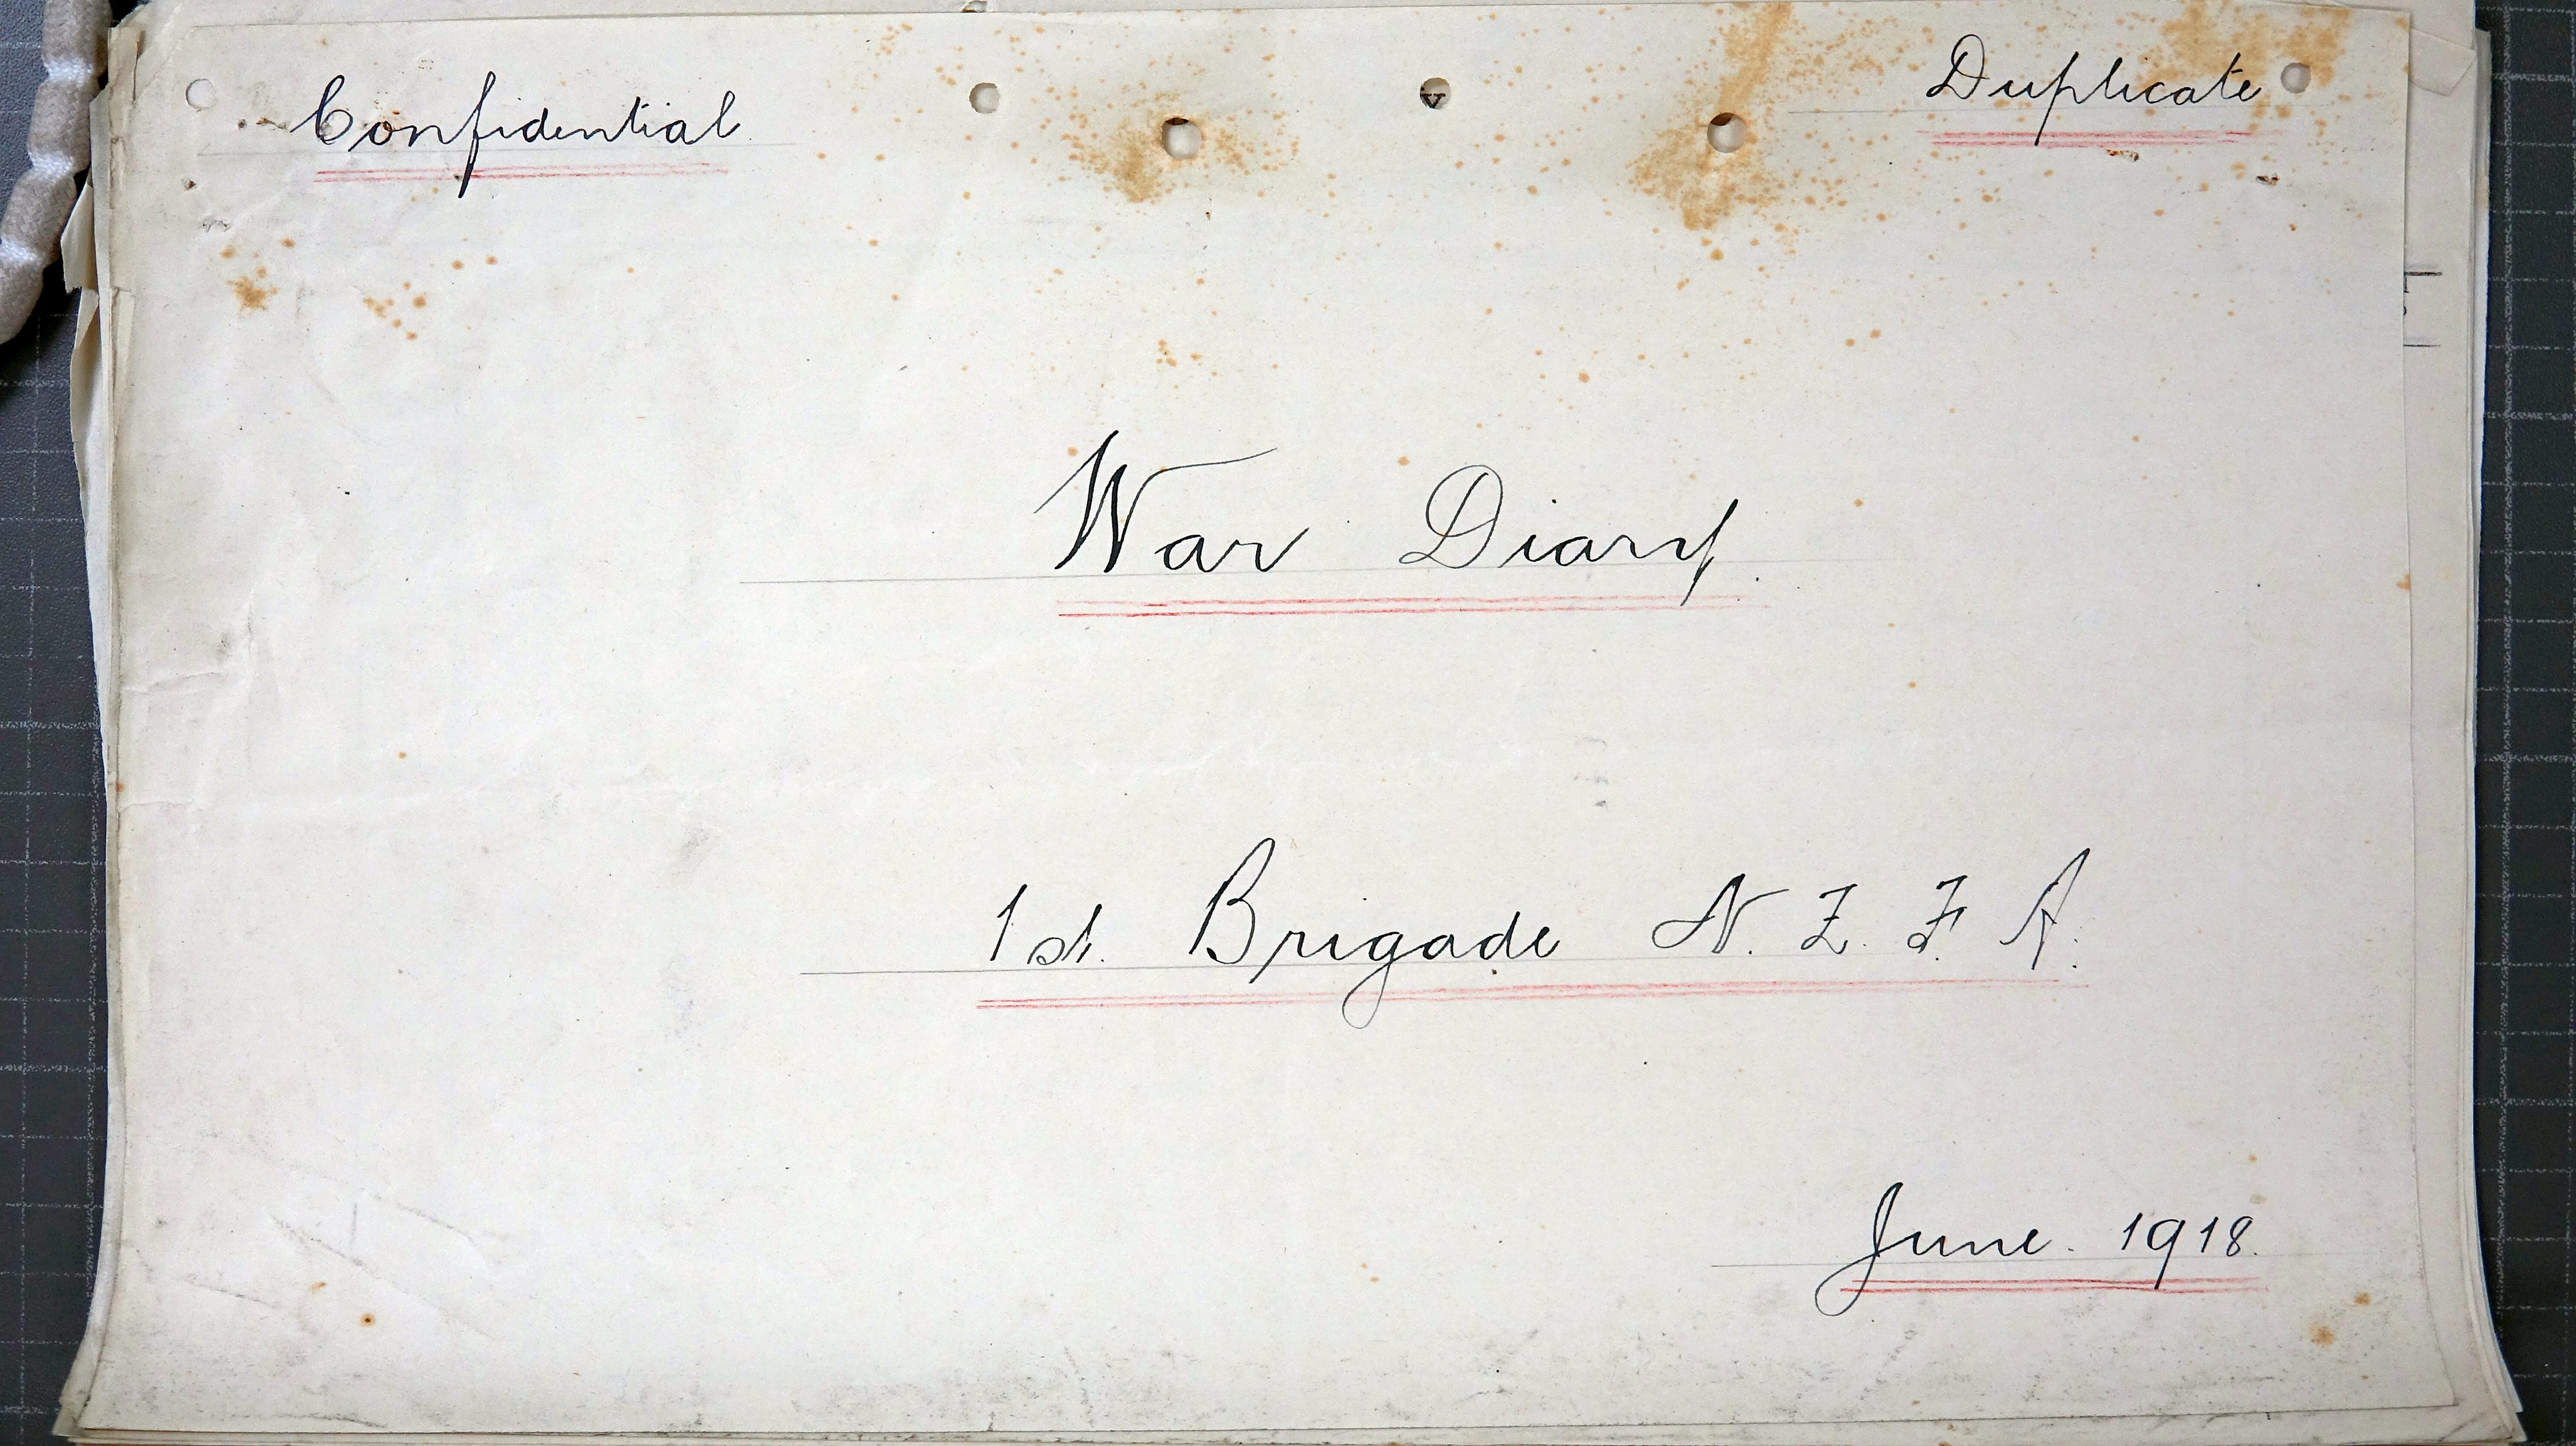 Confidential
Duplicate
War Diary.
1st. Brigade N. Z. F. A.
June. 1918.